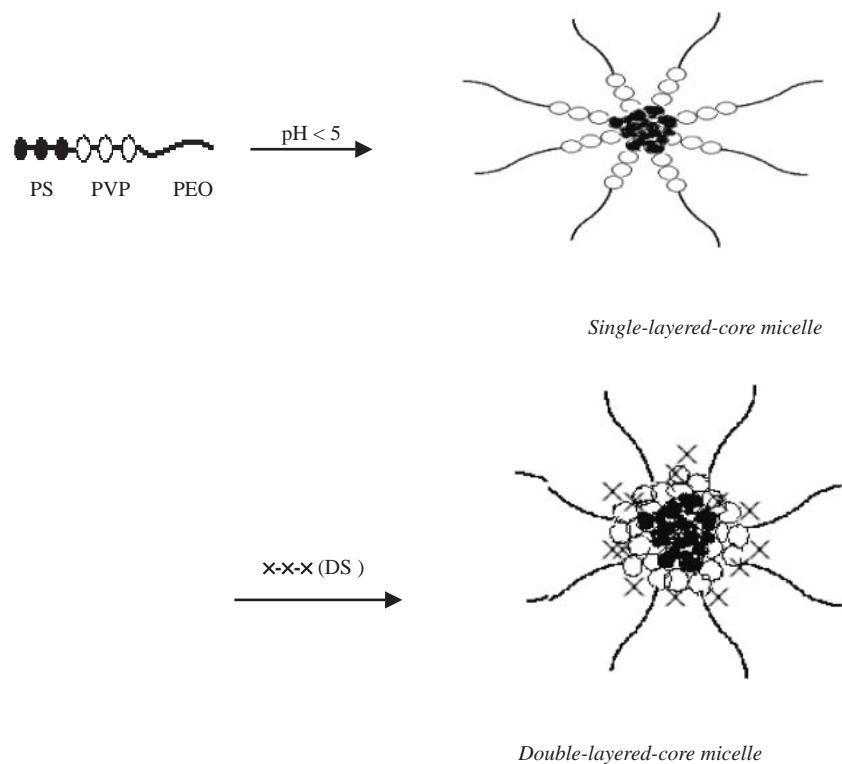 pH < 5
PS PVP PEO
Single-layered-core micelle
x-x-x (DS )
Double-layered-core micelle